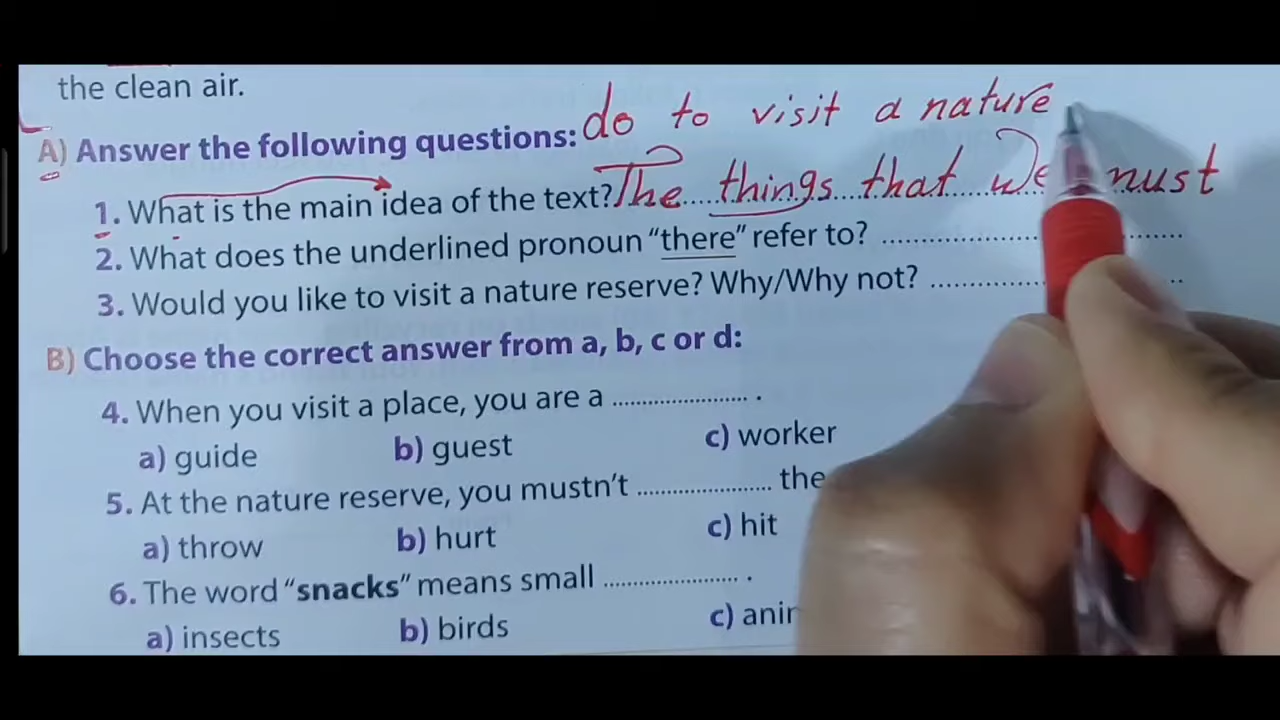 the clean air.
do to visit a nature
A) Answer the following questions:
1. What is the main idea of the text? The things that We must
2. What does the underlined pronoun "there" refer to? ........................
3. Would you like to visit a nature reserve? Why/Why not? ........................
B) Choose the correct answer from a, b, c or d:
4. When you visit a place, you are a ........................ .
a) guide b) guest c) worker
5. At the nature reserve, you mustn't ........................ the
a) throw b) hurt c) hit
6. The word "snacks" means small ........................ .
a) insects b) birds c)